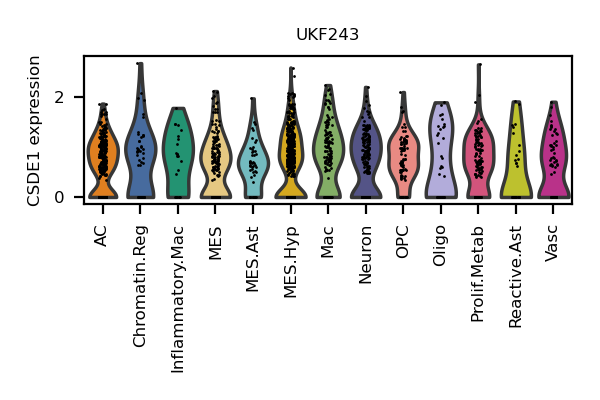 UKF243
CSDE1 expression
2
0
AC
Chromatin.Reg
Inflammatory.Mac
MES
MES.Ast
MES.Hyp
Mac
Neuron
OPC
Oligo
Prolif.Metab
Reactive.Ast
Vasc